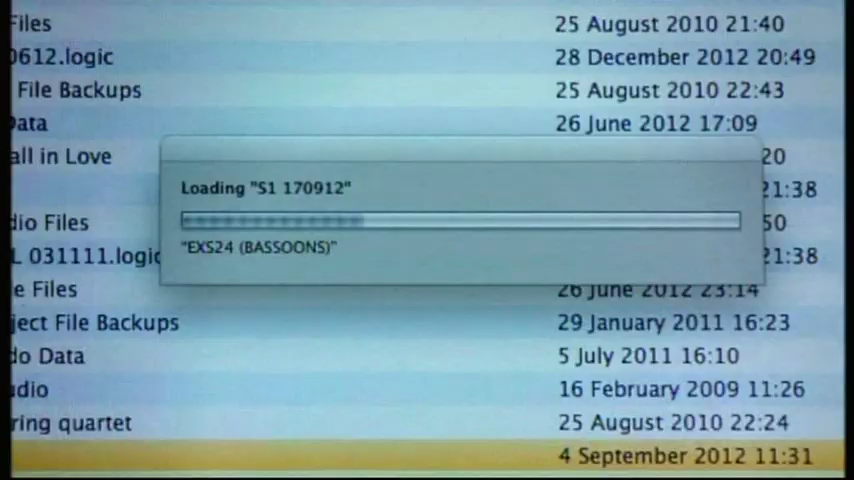 Files 25 August 2010 21:40
0612.logic 28 December 2012 20:49
File Backups 25 August 2010 22:43
Data 26 June 2012 17:09
all in Love 20
21:38
dio Files 50
L 031111.logic 21:38
e Files 26 June 2012 23:14
ject File Backups 29 January 2011 16:23
do Data 5 July 2011 16:10
udio 16 February 2009 11:26
ring quartet 25 August 2010 22:24
4 September 2012 11:31
Loading "S1 170912"
"EXS24 (BASSOONS)"